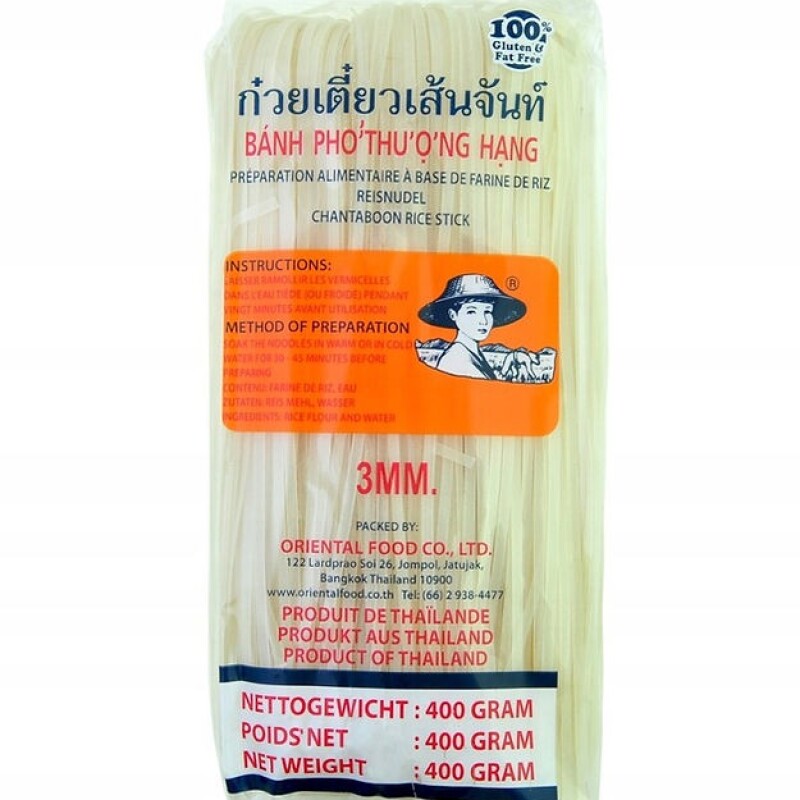 100%
Gluten &
Fat Free
ก๋วยเตี๋ยวเส้นจันท์
BÁNH PHO’THU’Ọ’NG HẠNG
PRÉPARATION ALIMENTAIRE À BASE DE FARINE DE RIZ
REISNUDEL
CHANTABOON RICE STICK
INSTRUCTIONS:
LAISSER RAMOLLIR LES VERMICELLES
DANS L'EAU TIÈDE (OU FROIDE) PENDANT
VINGT MINUTES AVANT UTILISATION
METHOD OF PREPARATION
SOAK THE NOODLES IN WARM OR IN COLD
WATER FOR 30 - 45 MINUTES BEFORE
PREPARING
CONTENU: FARINE DE RIZ, EAU
ZUTATEN: REIS MEHL, WASSER
INGREDIENTS: RICE FLOUR AND WATER
®
3MM.
PACKED BY:
ORIENTAL FOOD CO., LTD.
122 Lardprao Soi 26, Jompol, Jatujak,
Bangkok Thailand 10900
www.orientalfood.co.th Tel: (66) 2 938-4477
PRODUIT DE THAÏLANDE
PRODUKT AUS THAILAND
PRODUCT OF THAILAND
NETTOGEWICHT : 400 GRAM
POIDS' NET : 400 GRAM
NET WEIGHT : 400 GRAM